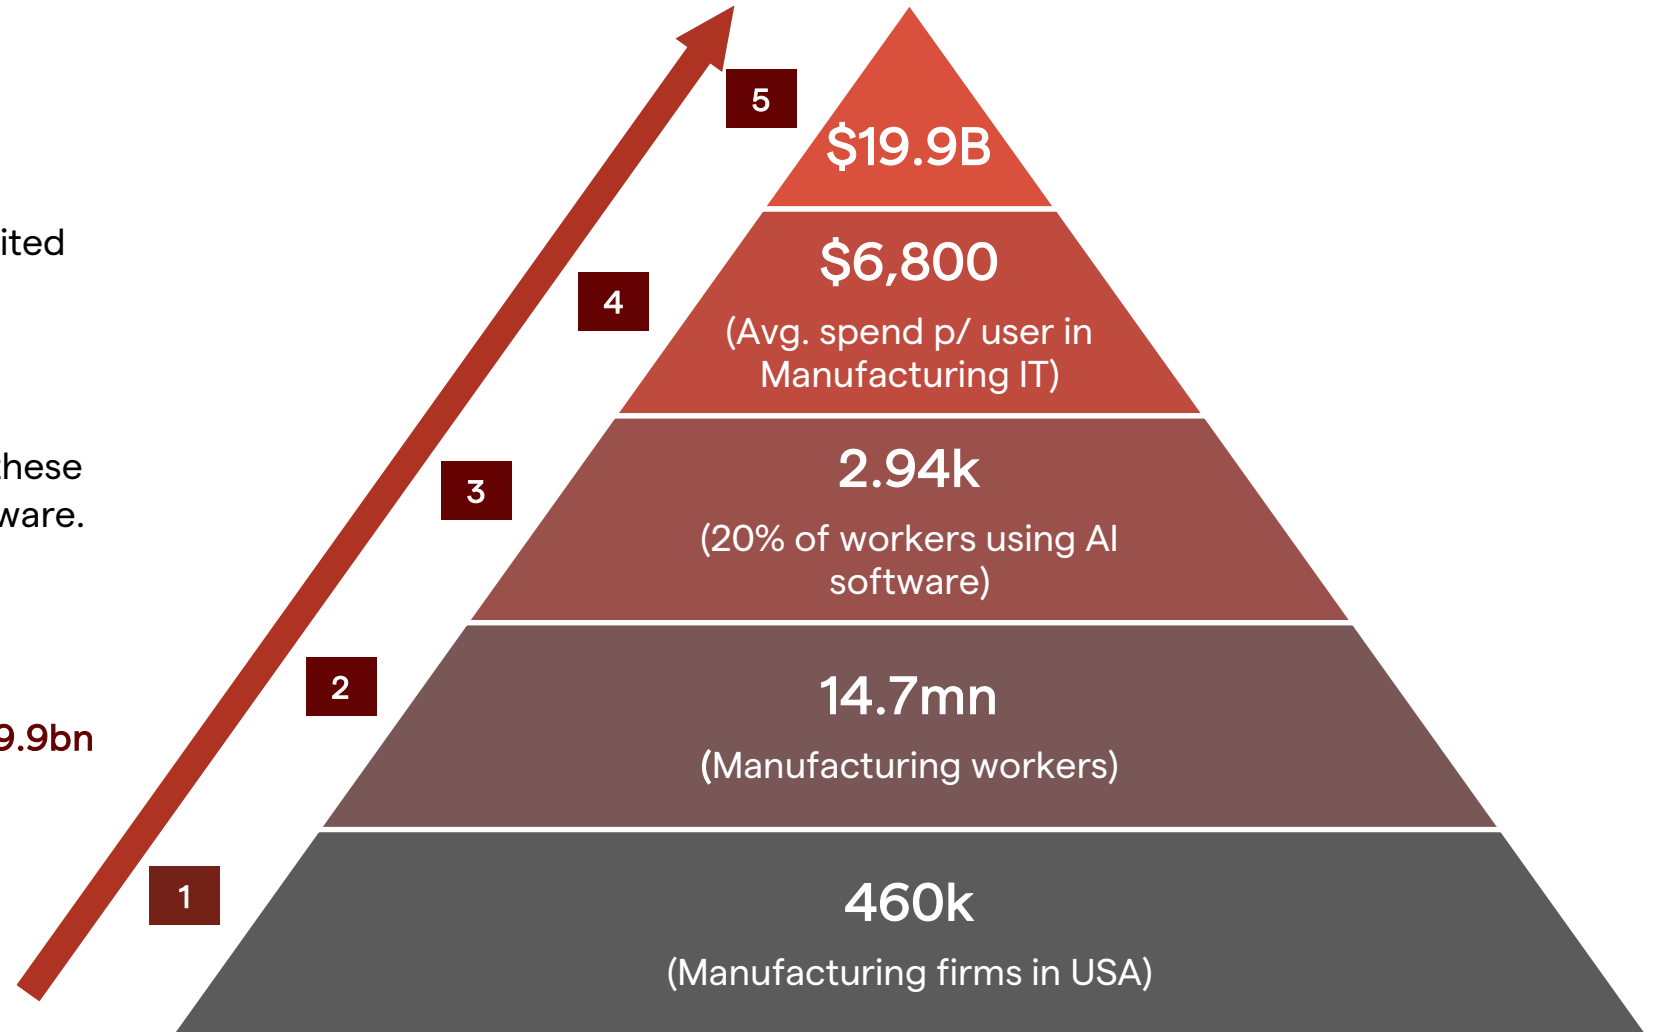 ited
these
ware.
9.9bn
5
$19.9B
4
$6,800
(Avg. spend p/ user in
Manufacturing IT)
3
2.94k
(20% of workers using AI
software)
2
14.7mn
(Manufacturing workers)
1
460k
(Manufacturing firms in USA)